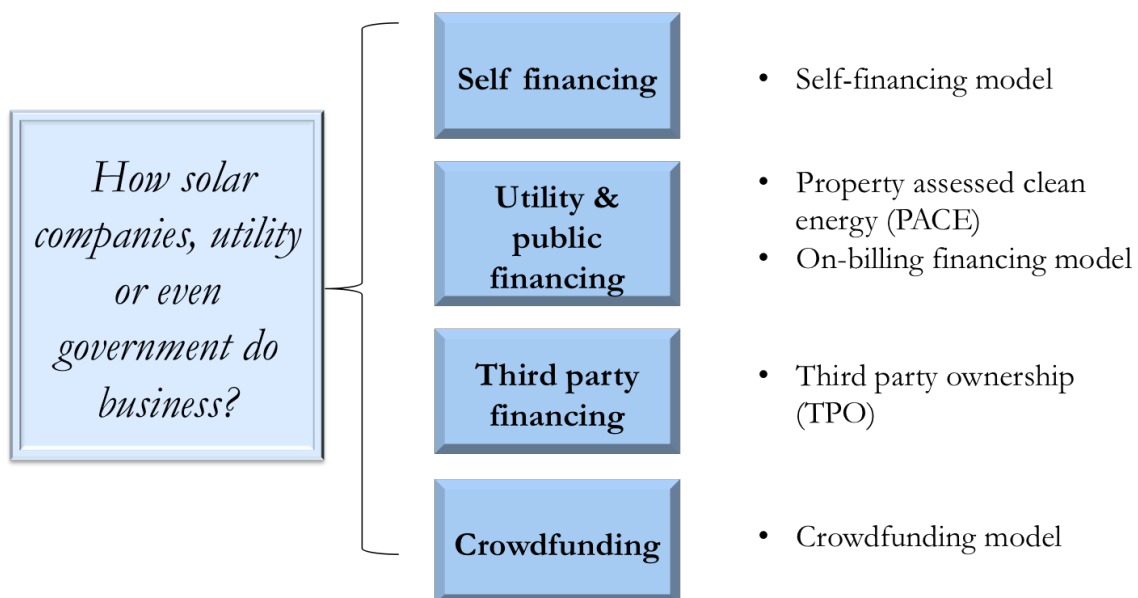 How solar
companies, utility
or even
government do
business?
Self financing
• Self-financing model
Utility &
public
financing
• Property assessed clean
energy (PACE)
• On-billing financing model
Third party
financing
• Third party ownership
(TPO)
Crowdfunding
• Crowdfunding model